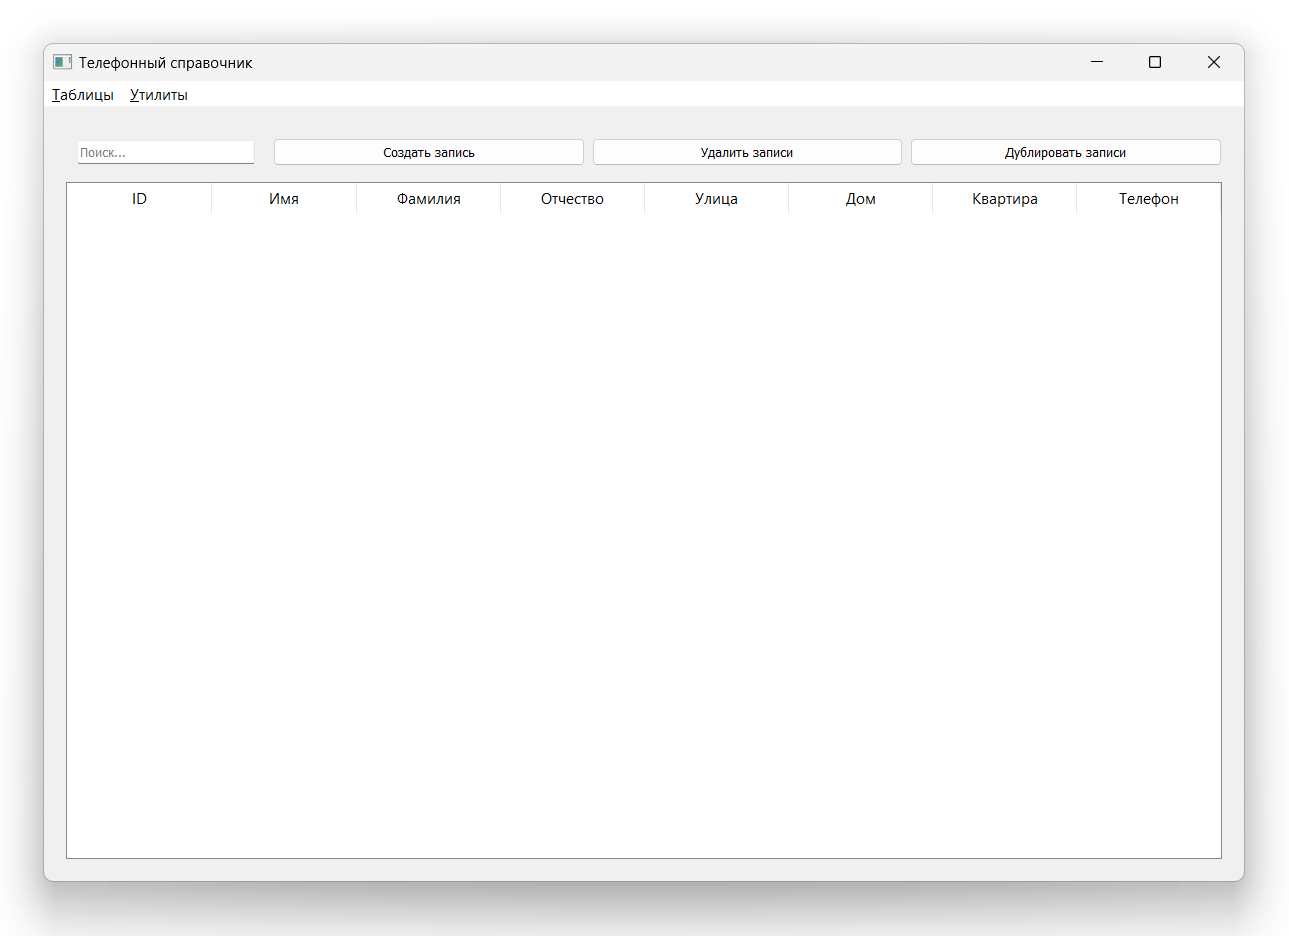 Телефонный справочник
Таблицы Утилиты
Поиск... Создать запись Удалить записи Дублировать записи
ID Имя Фамилия Отчество Улица Дом Квартира Телефон